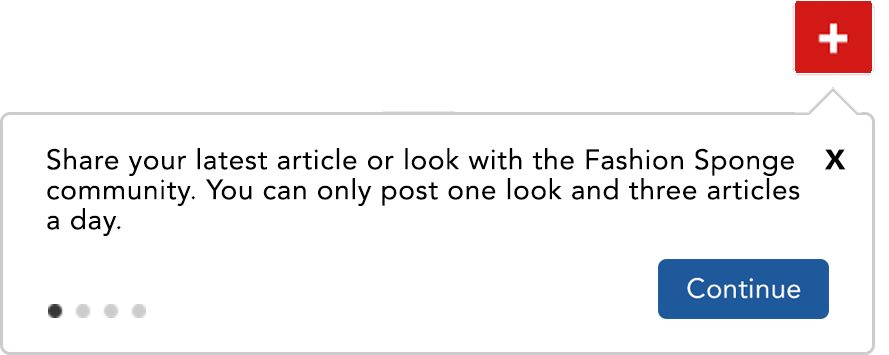 +
Share your latest article or look with the Fashion Sponge X
community. You can only post one look and three articles
a day.
Continue